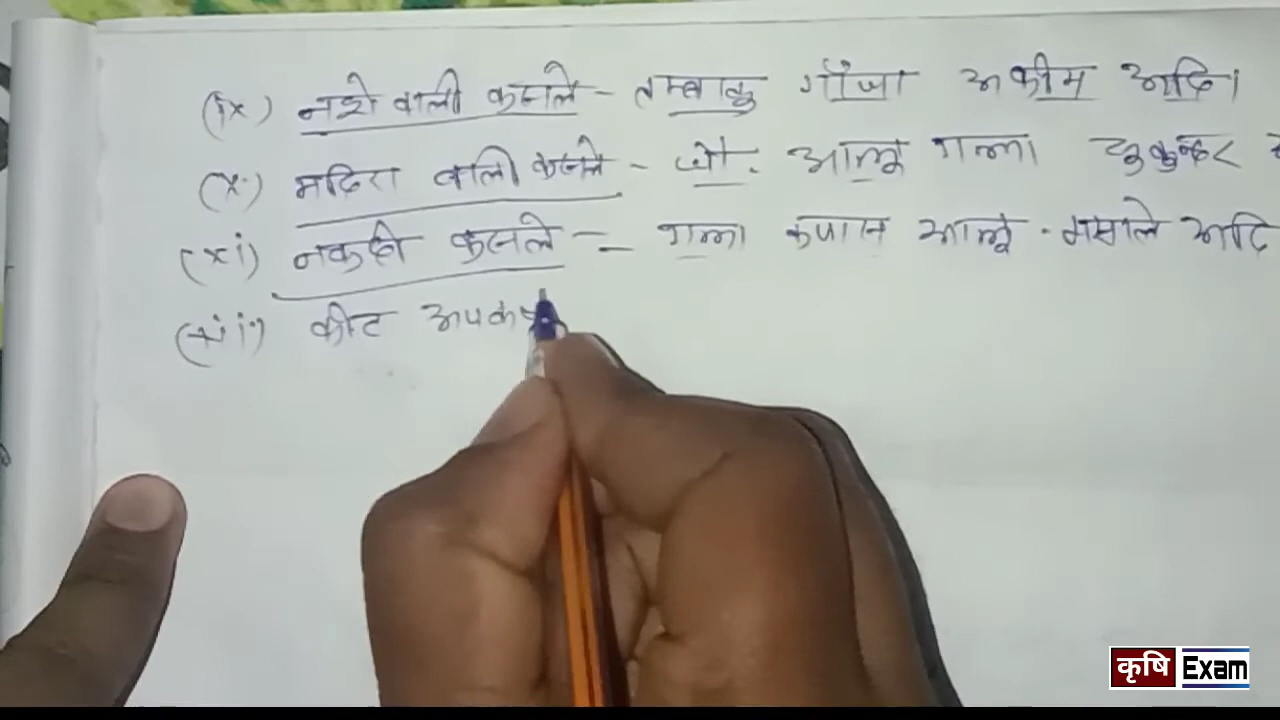 (ix) नशे वाली फसले - तम्बाकू गाँजा अफीम आदि।
(x) मदिरा वाली फसले - जौ. आलू गन्ना
(xi) नकदी फसले - गन्ना कपास आलू . मसाले आदि
(xii) कीट
कृषि Exam